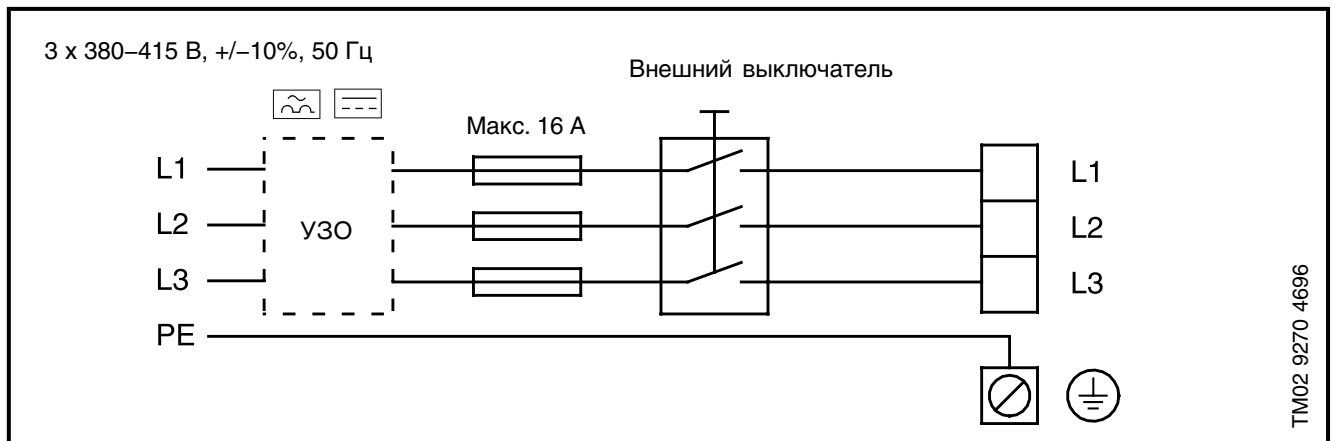 3 x 380–415 В, +/–10%, 50 Гц
Внешний выключатель
Макс. 16 А
L1
L1
L2
УЗО
L2
L3
L3
PE
TM02 9270 4696